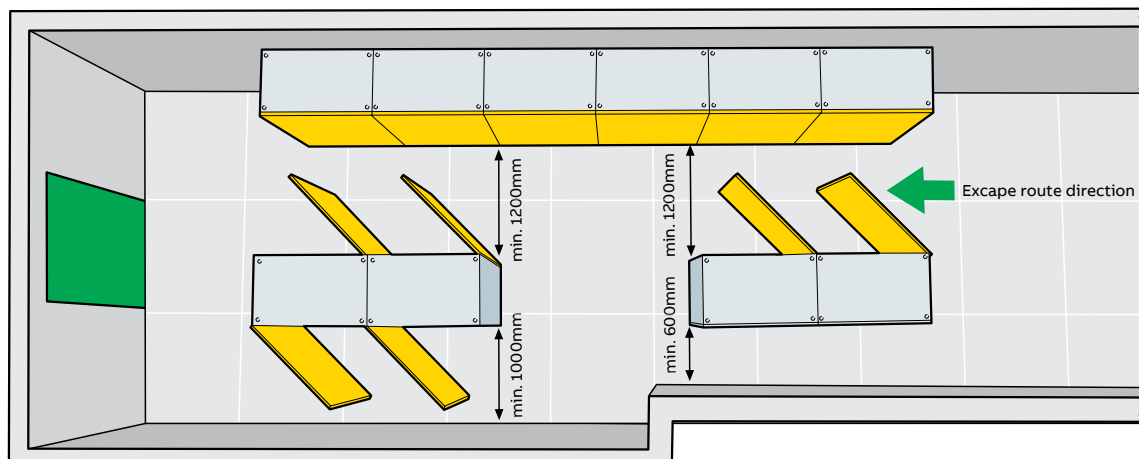 min. 1200mm
min. 1200mm
Excape route direction
min. 1000mm
min. 600mm